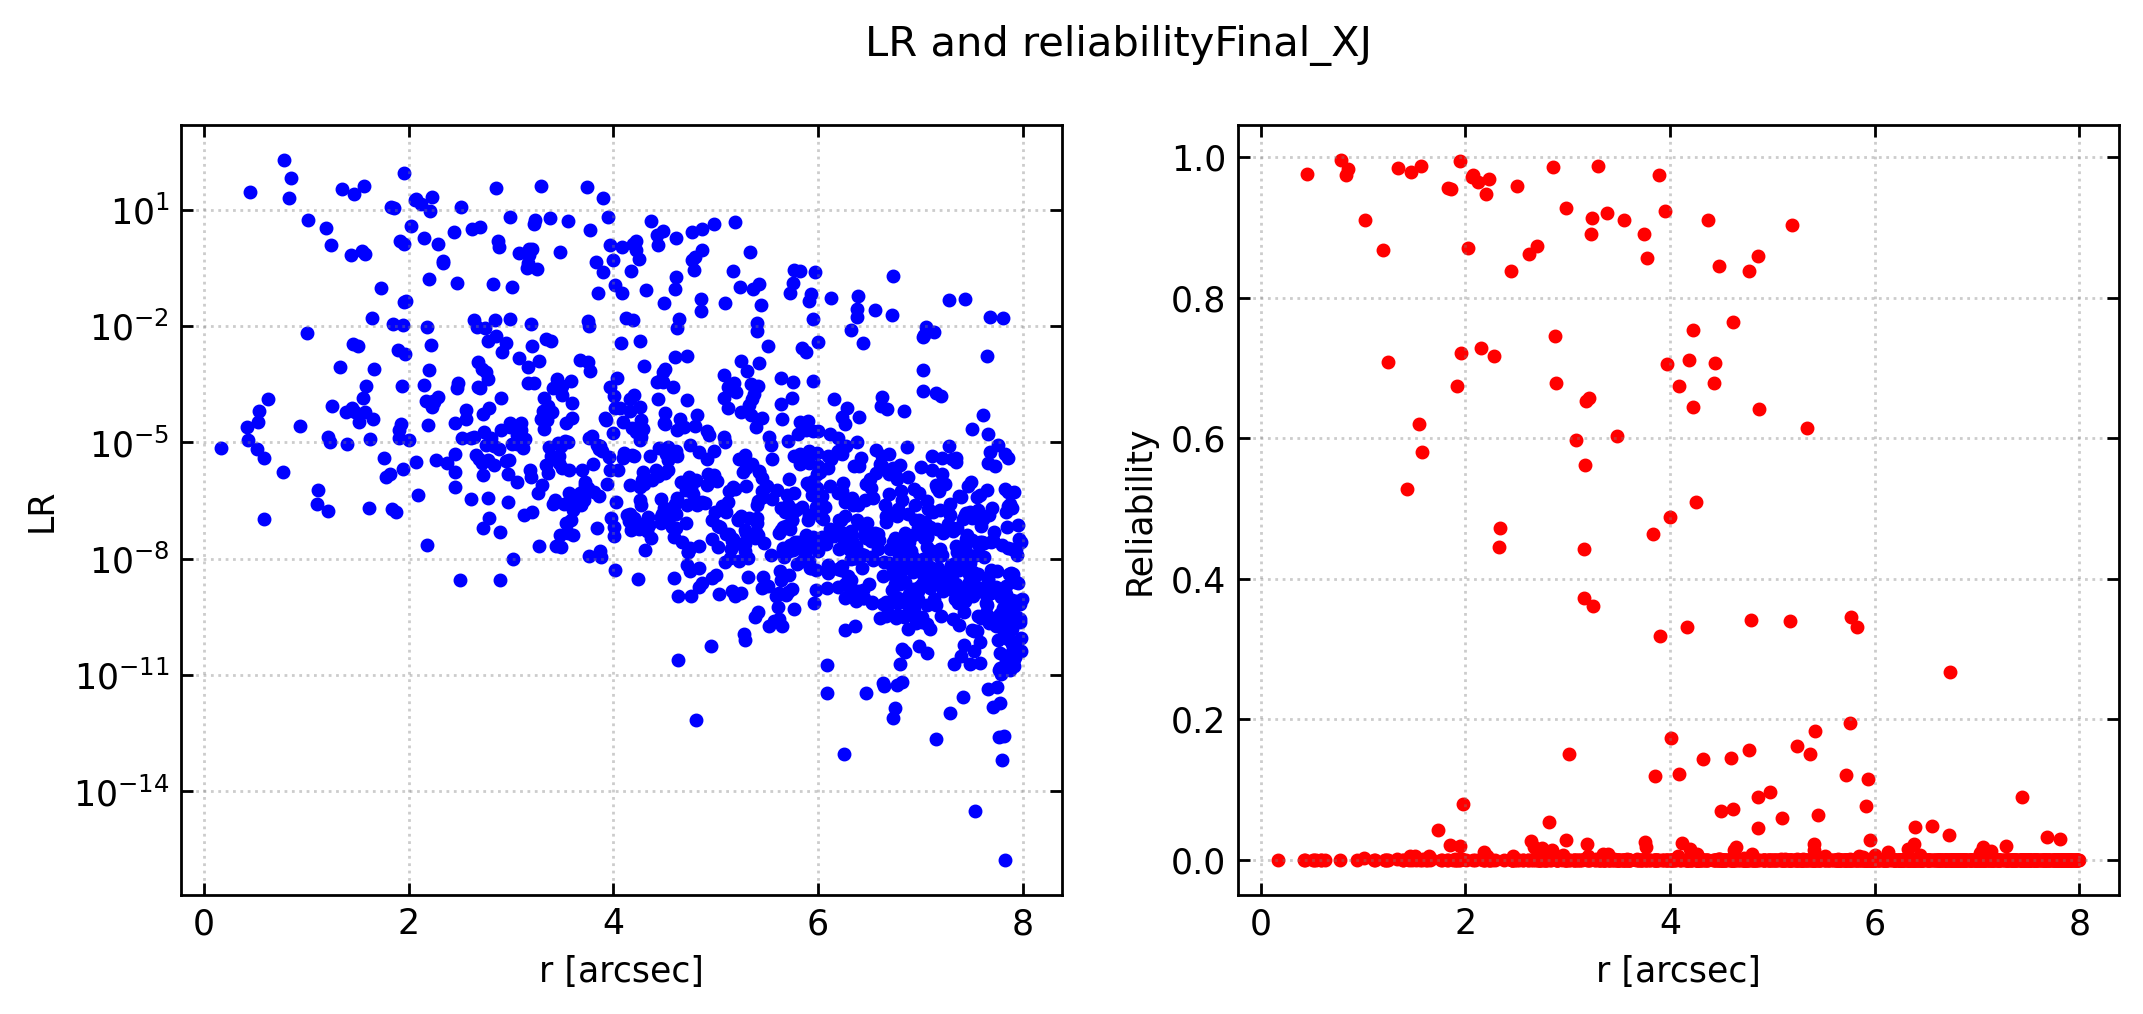 LR and reliabilityFinal_XJ
LR
10^1
10^-2
10^-5
10^-8
10^-11
10^-14
0 2 4 6 8
r [arcsec]
Reliability
1.0
0.8
0.6
0.4
0.2
0.0
0 2 4 6 8
r [arcsec]